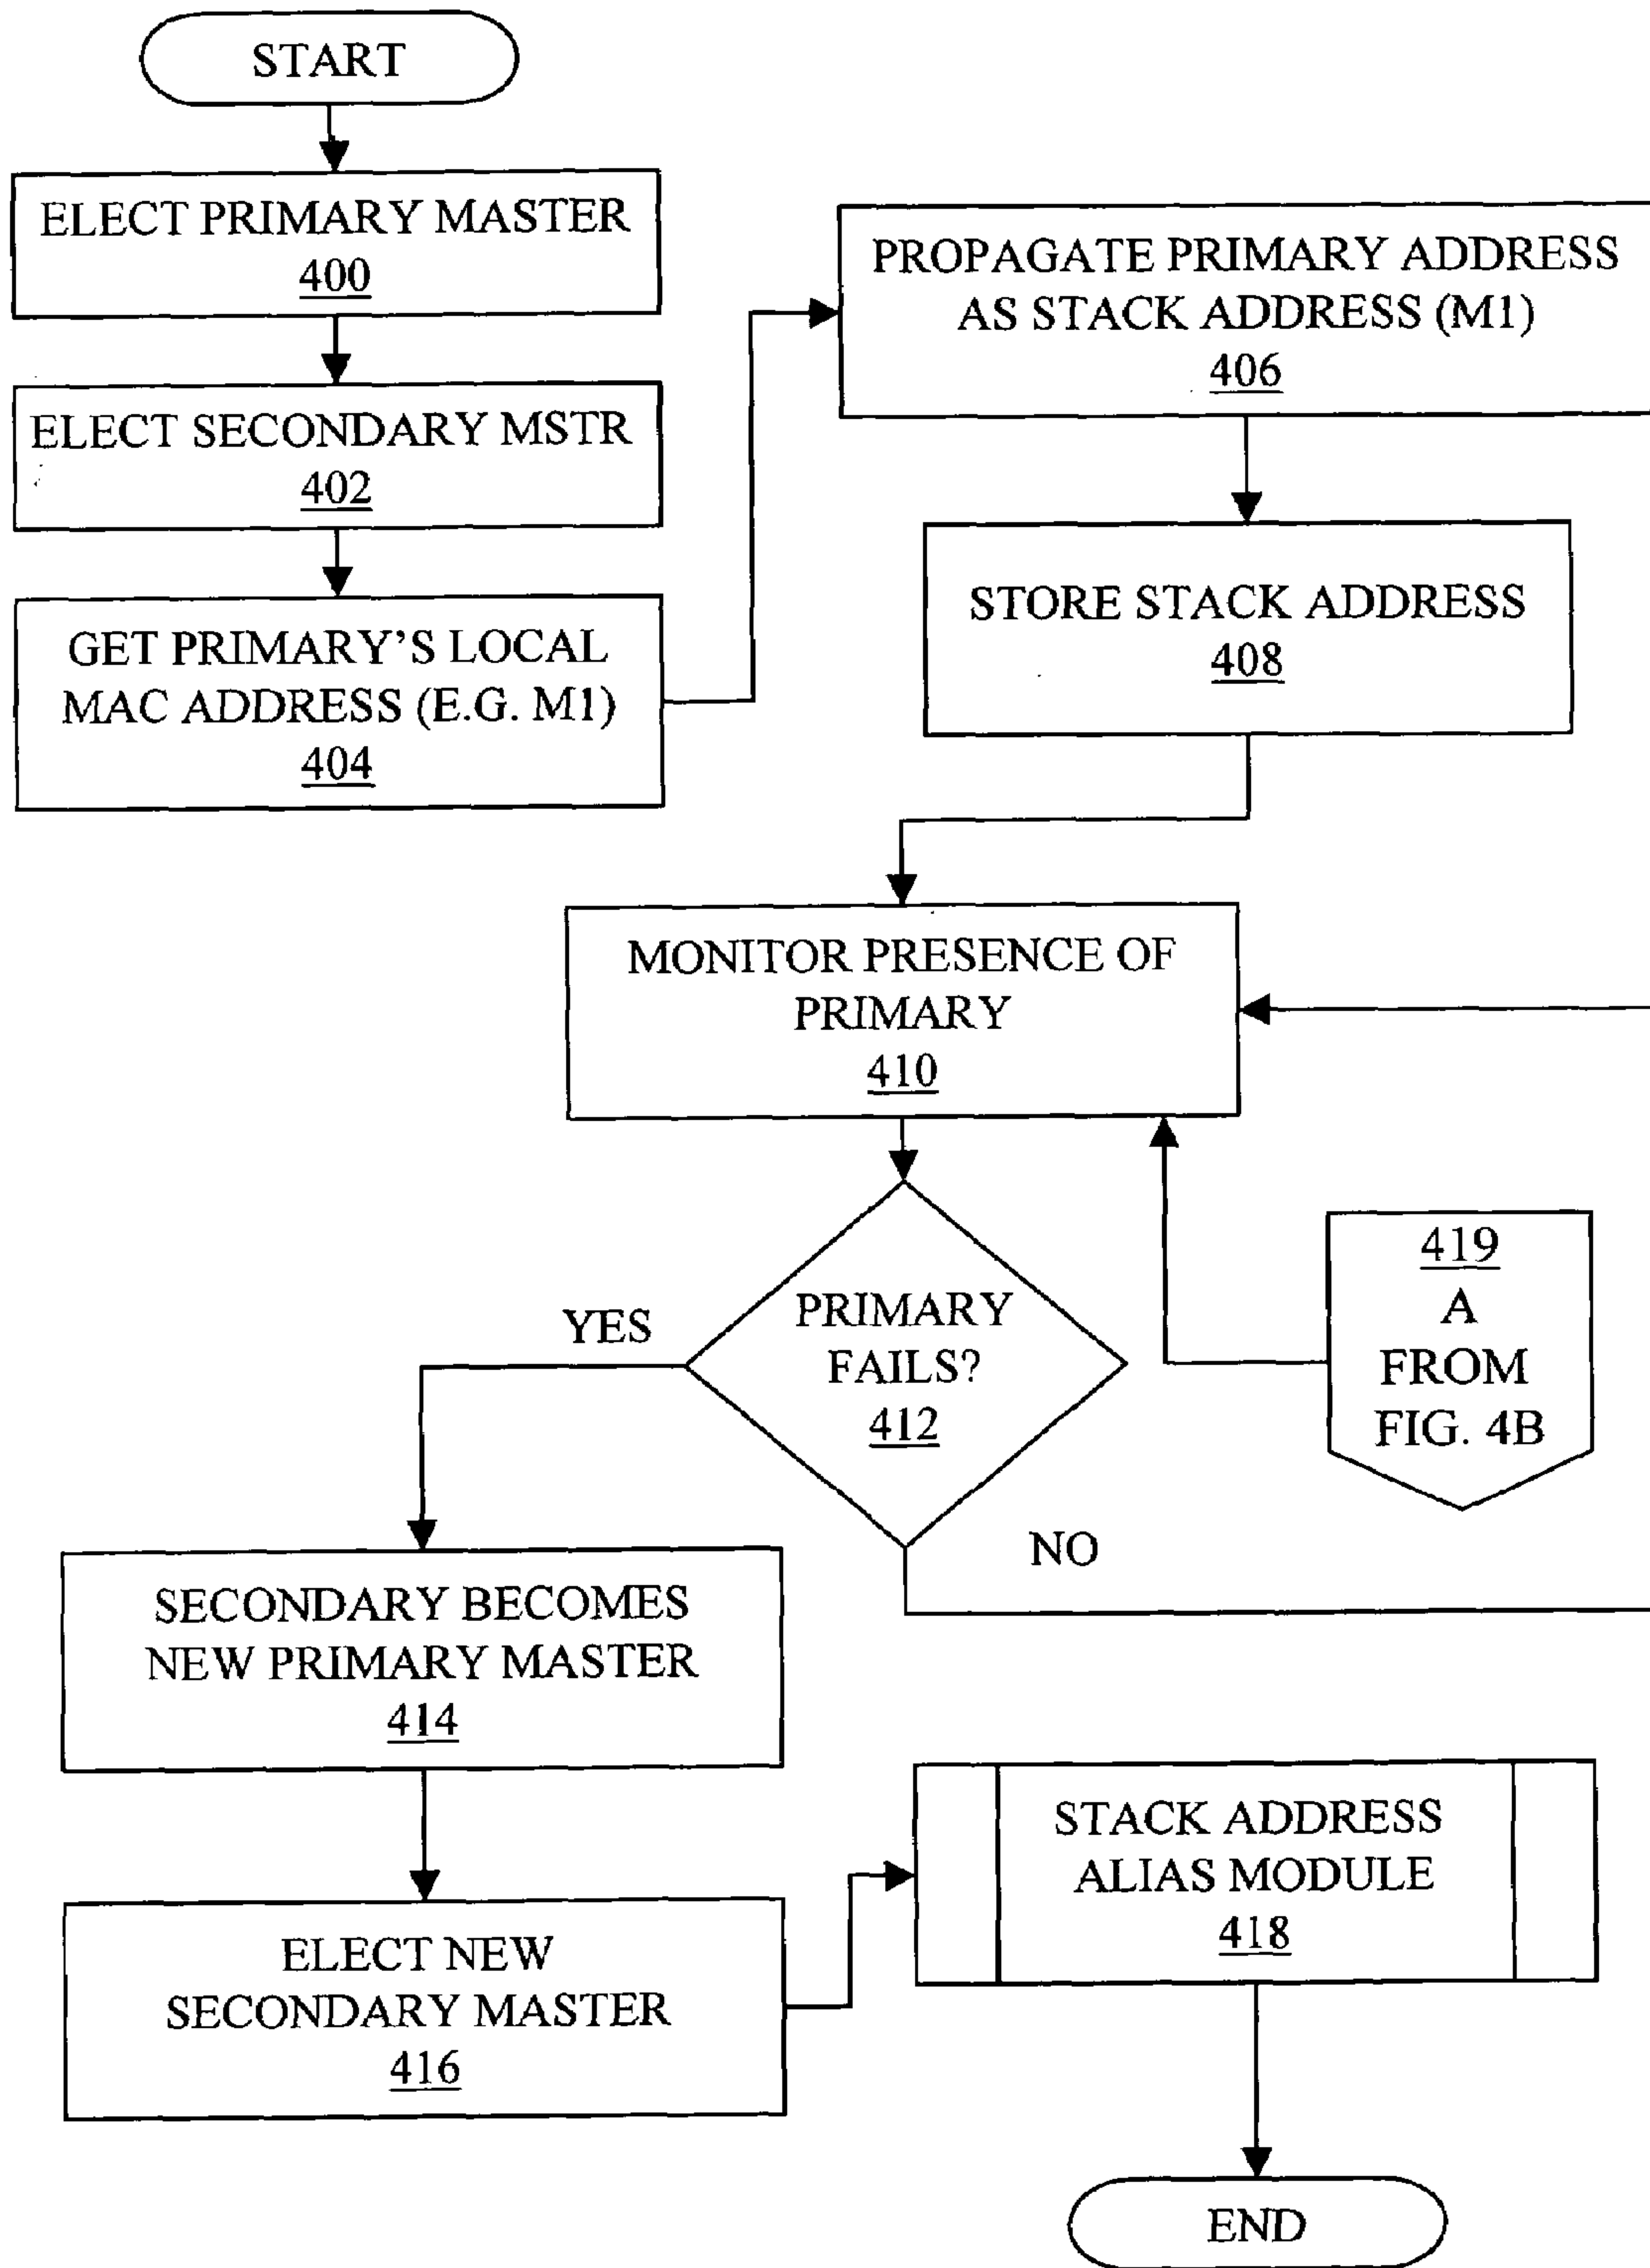 START
ELECT PRIMARY MASTER
400
ELECT SECONDARY MSTR
402
GET PRIMARY'S LOCAL
MAC ADDRESS (E.G. M1)
404
PROPAGATE PRIMARY ADDRESS
AS STACK ADDRESS (M1)
406
STORE STACK ADDRESS
408
MONITOR PRESENCE OF
PRIMARY
410
PRIMARY
FAILS?
412
YES
NO
419
A
FROM
FIG. 4B
SECONDARY BECOMES
NEW PRIMARY MASTER
414
ELECT NEW
SECONDARY MASTER
416
STACK ADDRESS
ALIAS MODULE
418
END